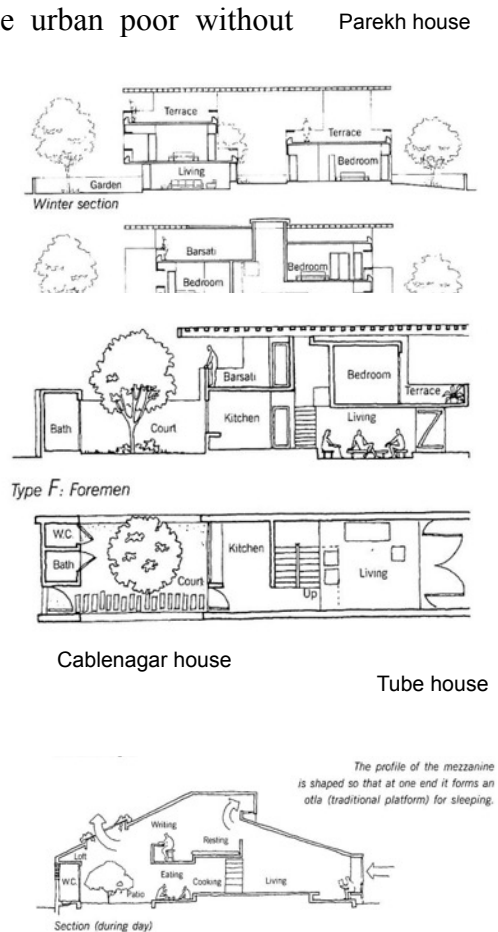 e urban poor without
Parekh house
Terrace
Terrace
Bedroom
Living
Garden
Winter section
Barsati
Bedroom
Bedroom
Barsati
Bedroom
Terrace
Kitchen
Living
Bath
Court
Type F: Foremen
W.C.
Bath
Court
Kitchen
Up
Living
Cablenagar house
Tube house
The profile of the mezzanine
is shaped so that at one end it forms an
otla (traditional platform) for sleeping.
Writing
Resting
Loft
W.C.
Patio
Eating
Cooking
Living
Section (during day)